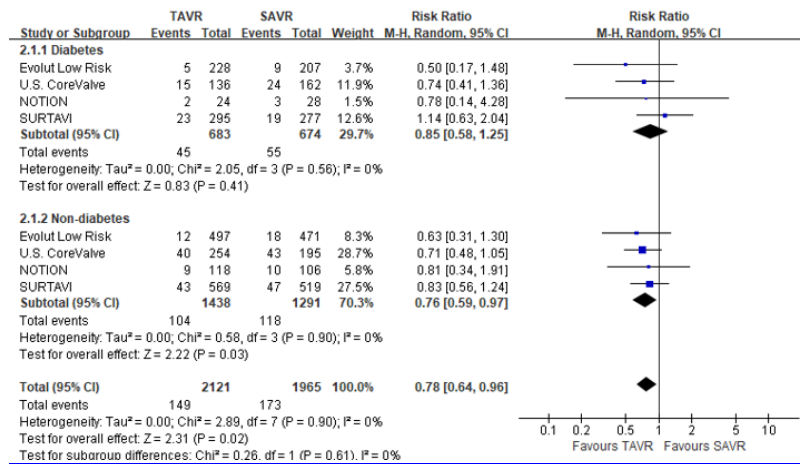 TAVR SAVR Risk Ratio Risk Ratio
Study or Subgroup Events Total Events Total Weight M-H, Random, 95% CI M-H, Random, 95% CI
2.1.1 Diabetes
Evolut Low Risk 5 228 9 207 3.7% 0.50 [0.17, 1.48]
U.S. CoreValve 15 136 24 162 11.9% 0.74 [0.41, 1.36]
NOTION 2 24 3 28 1.5% 0.78 [0.14, 4.28]
SURTAVI 23 295 19 277 12.6% 1.14 [0.63, 2.04]
Subtotal (95% CI) 683 674 29.7% 0.85 [0.58, 1.25]
Total events 45 55
Heterogeneity: Tau² = 0.00; Chi² = 2.05, df = 3 (P = 0.56); I² = 0%
Test for overall effect: Z = 0.83 (P = 0.41)
2.1.2 Non-diabetes
Evolut Low Risk 12 497 18 471 8.3% 0.63 [0.31, 1.30]
U.S. CoreValve 40 254 43 195 28.7% 0.71 [0.48, 1.05]
NOTION 9 118 10 106 5.8% 0.81 [0.34, 1.91]
SURTAVI 43 569 47 519 27.5% 0.83 [0.56, 1.24]
Subtotal (95% CI) 1438 1291 70.3% 0.76 [0.59, 0.97]
Total events 104 118
Heterogeneity: Tau² = 0.00; Chi² = 0.58, df = 3 (P = 0.90); I² = 0%
Test for overall effect: Z = 2.22 (P = 0.03)
Total (95% CI) 2121 1965 100.0% 0.78 [0.64, 0.96]
Total events 149 173
Heterogeneity: Tau² = 0.00; Chi² = 2.89, df = 7 (P = 0.90); I² = 0%
Test for overall effect: Z = 2.31 (P = 0.02)
Test for subgroup differences: Chi² = 0.26, df = 1 (P = 0.61), I² = 0%
0.1 0.2 0.5 1 2 5 10
Favours TAVR Favours SAVR